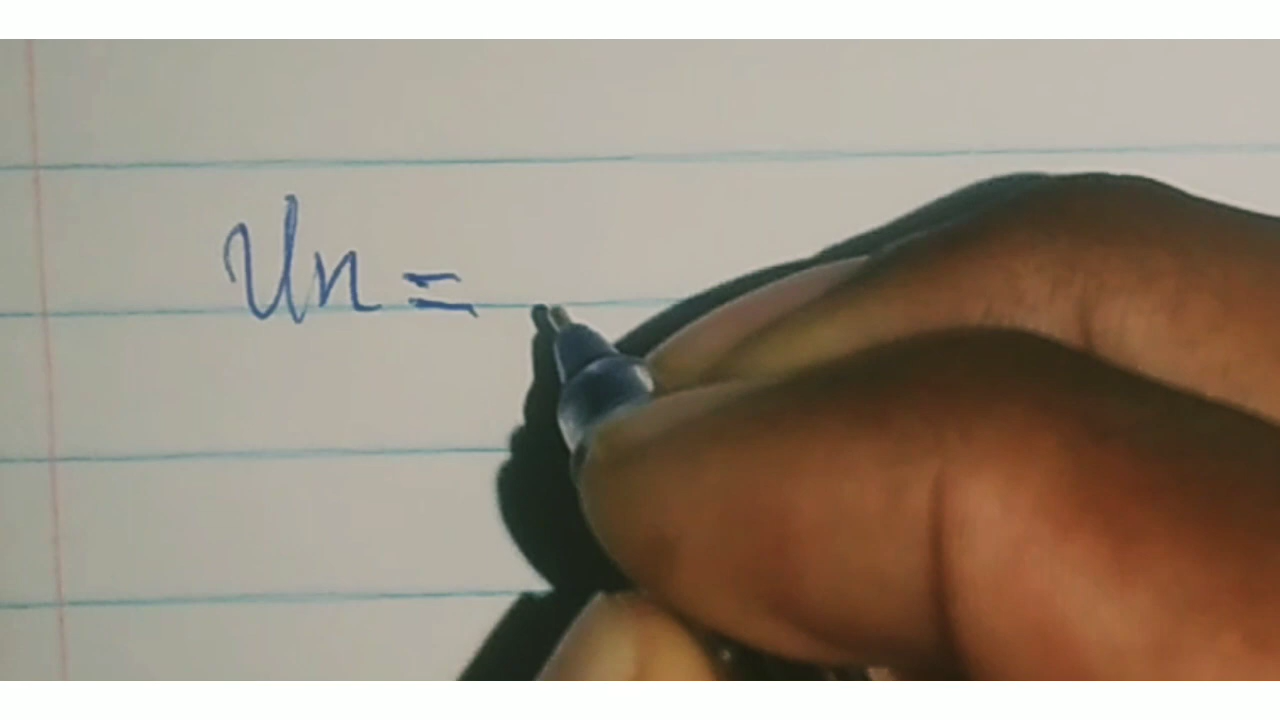 Un =